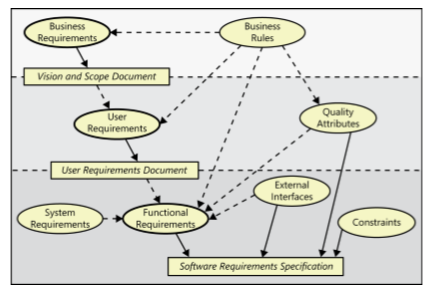 Business
Requirements
Business
Rules
Vision and Scope Document
User
Requirements
Quality
Attributes
User Requirements Document
External
Interfaces
System
Requirements
Functional
Requirements
Constraints
Software Requirements Specification